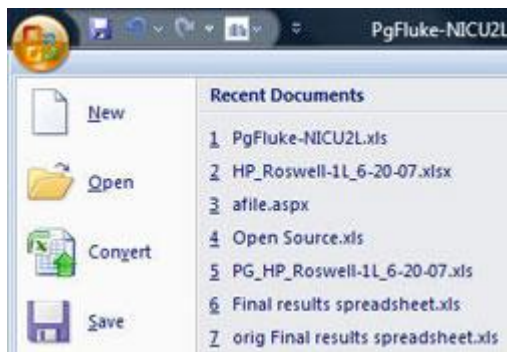 PgFluke-NICU2L
New
Open
Convert
Save
Recent Documents
1 PgFluke-NICU2L.xls
2 HP_Roswell-1L_6-20-07.xlsx
3 afile.aspx
4 Open Source.xls
5 PG_HP_Roswell-1L_6-20-07.xls
6 Final results spreadsheet.xls
7 orig Final results spreadsheet.xls